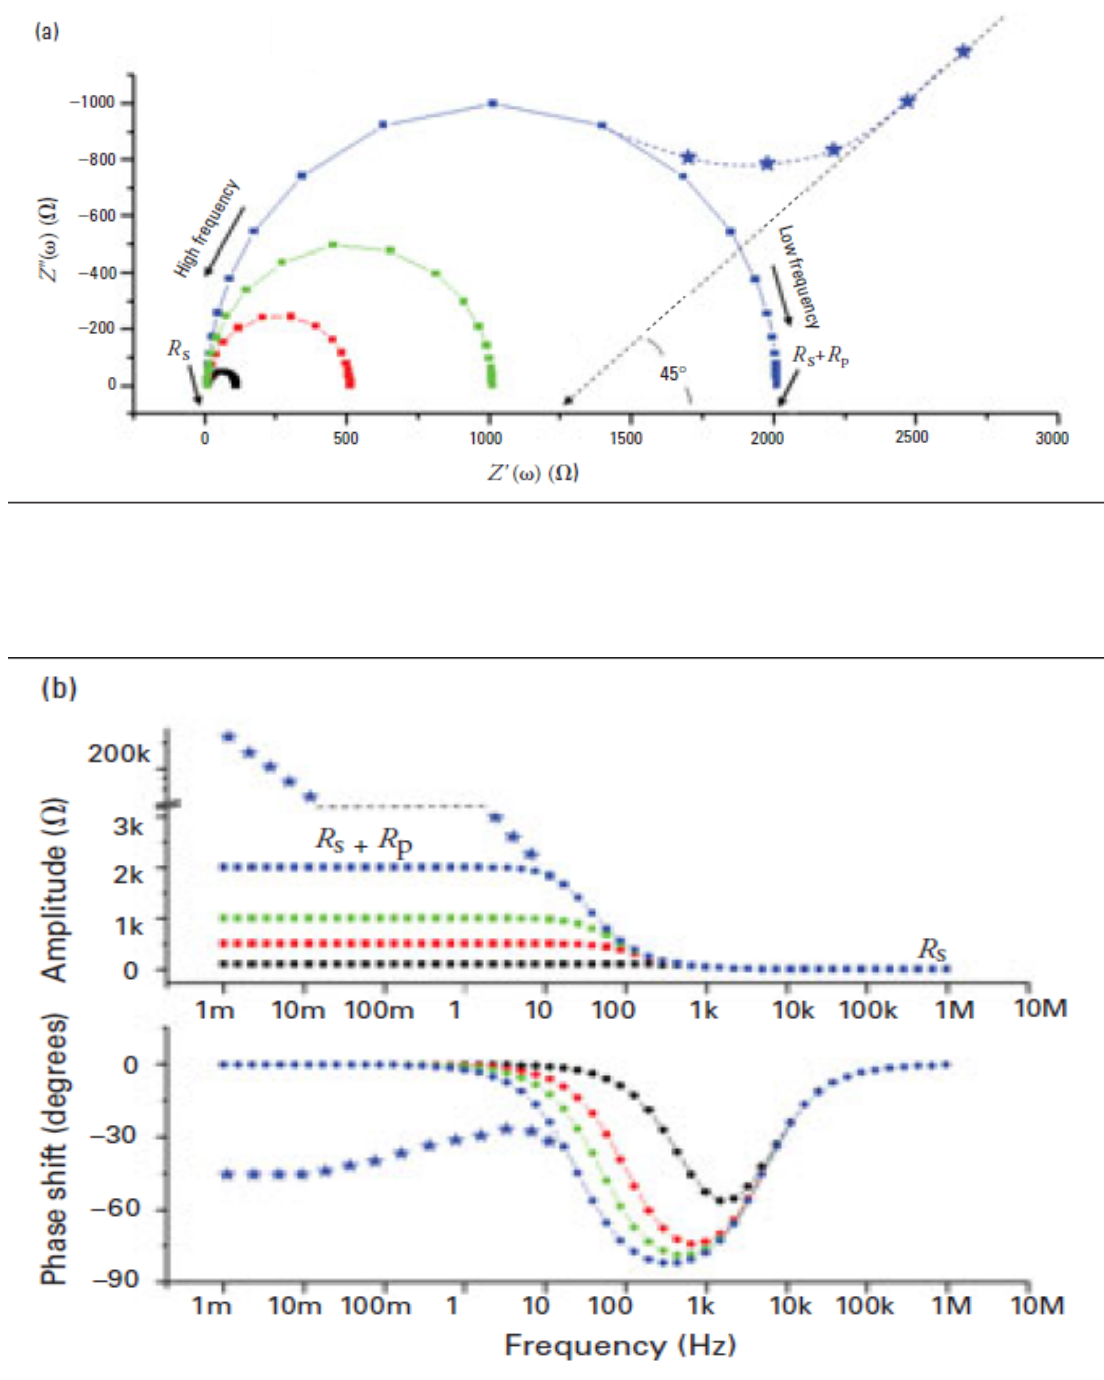 (a)
−1000
−800
−600
−400
−200
0
Z''(ω) (Ω)
High frequency
Low frequency
Rs
Rs+Rp
45°
0 500 1000 1500 2000 2500 3000
Z' (ω) (Ω)
(b)
200k
3k
2k
1k
0
Amplitude (Ω)
Rs + Rp
Rs
1m 10m 100m 1 10 100 1k 10k 100k 1M 10M
0
−30
−60
−90
Phase shift (degrees)
1m 10m 100m 1 10 100 1k 10k 100k 1M 10M
Frequency (Hz)